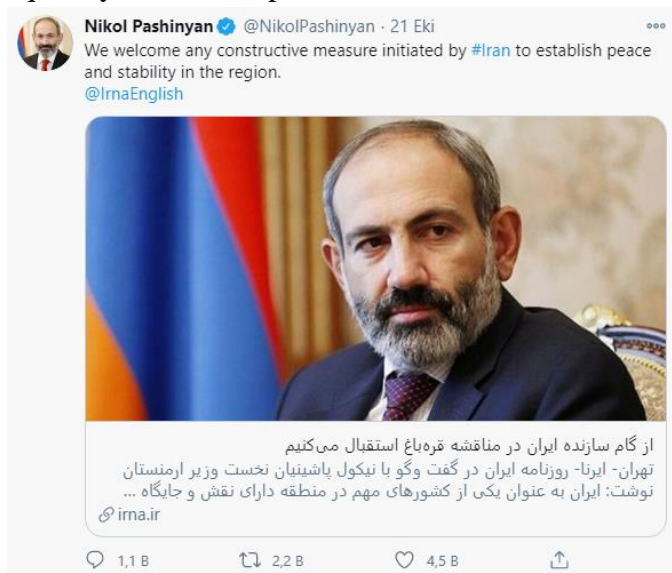 Nikol Pashinyan @NikolPashinyan · 21 Eki
We welcome any constructive measure initiated by #Iran to establish peace
and stability in the region.
@IrnaEnglish
از گام سازنده ایران در مناقشه قره‌باغ استقبال می‌کنیم
تهران- ایرنا- روزنامه ایران در گفت وگو با نیکول پاشینیان نخست وزیر ارمنستان
نوشت: ایران به عنوان یکی از کشورهای مهم در منطقه دارای نقش و جایگاه ...
irna.ir
1,1 B 2,2 B 4,5 B